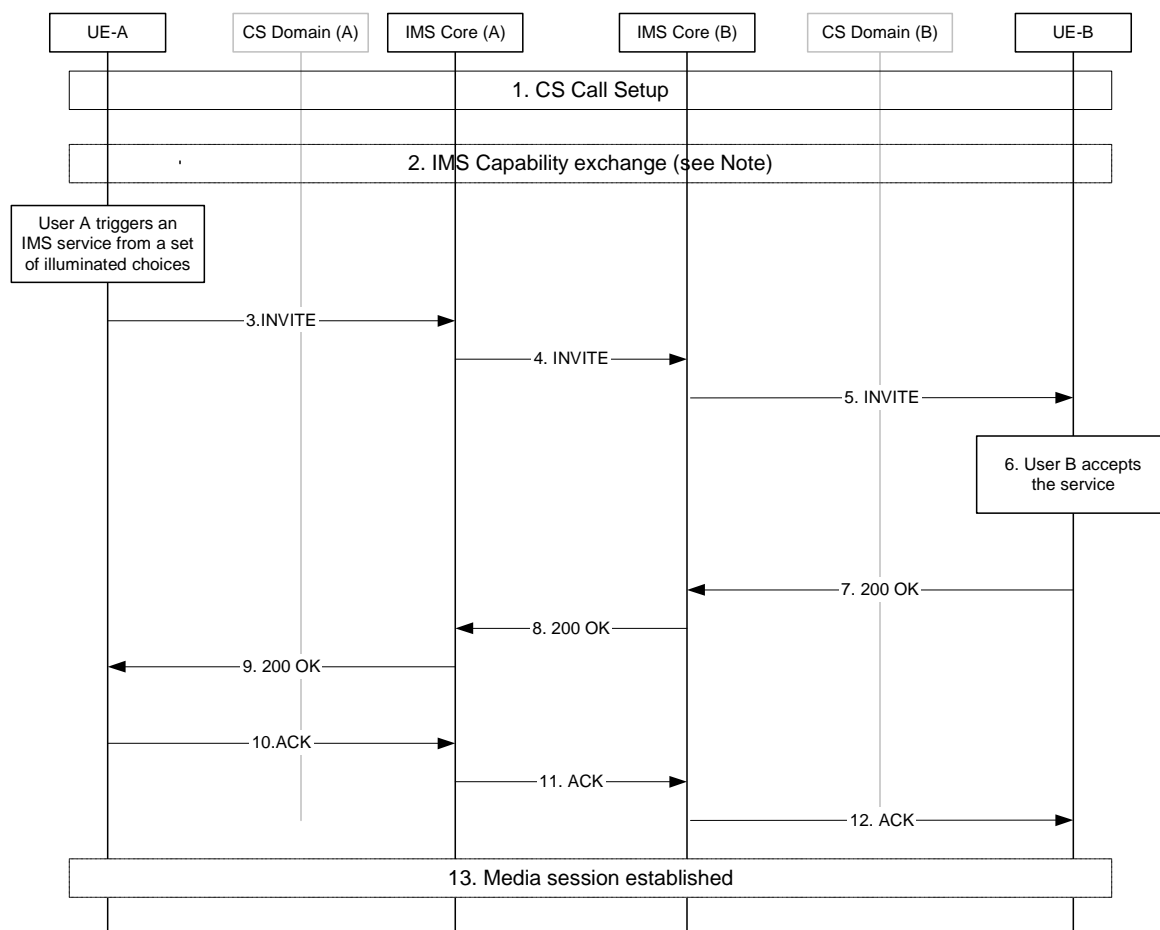 UE-A
CS Domain (A)
IMS Core (A)
IMS Core (B)
CS Domain (B)
UE-B
1. CS Call Setup
2. IMS Capability exchange (see Note)
User A triggers an
IMS service from a set
of illuminated choices
3.INVITE
4. INVITE
5. INVITE
6. User B accepts
the service
7. 200 OK
8. 200 OK
9. 200 OK
10.ACK
11. ACK
12. ACK
13. Media session established